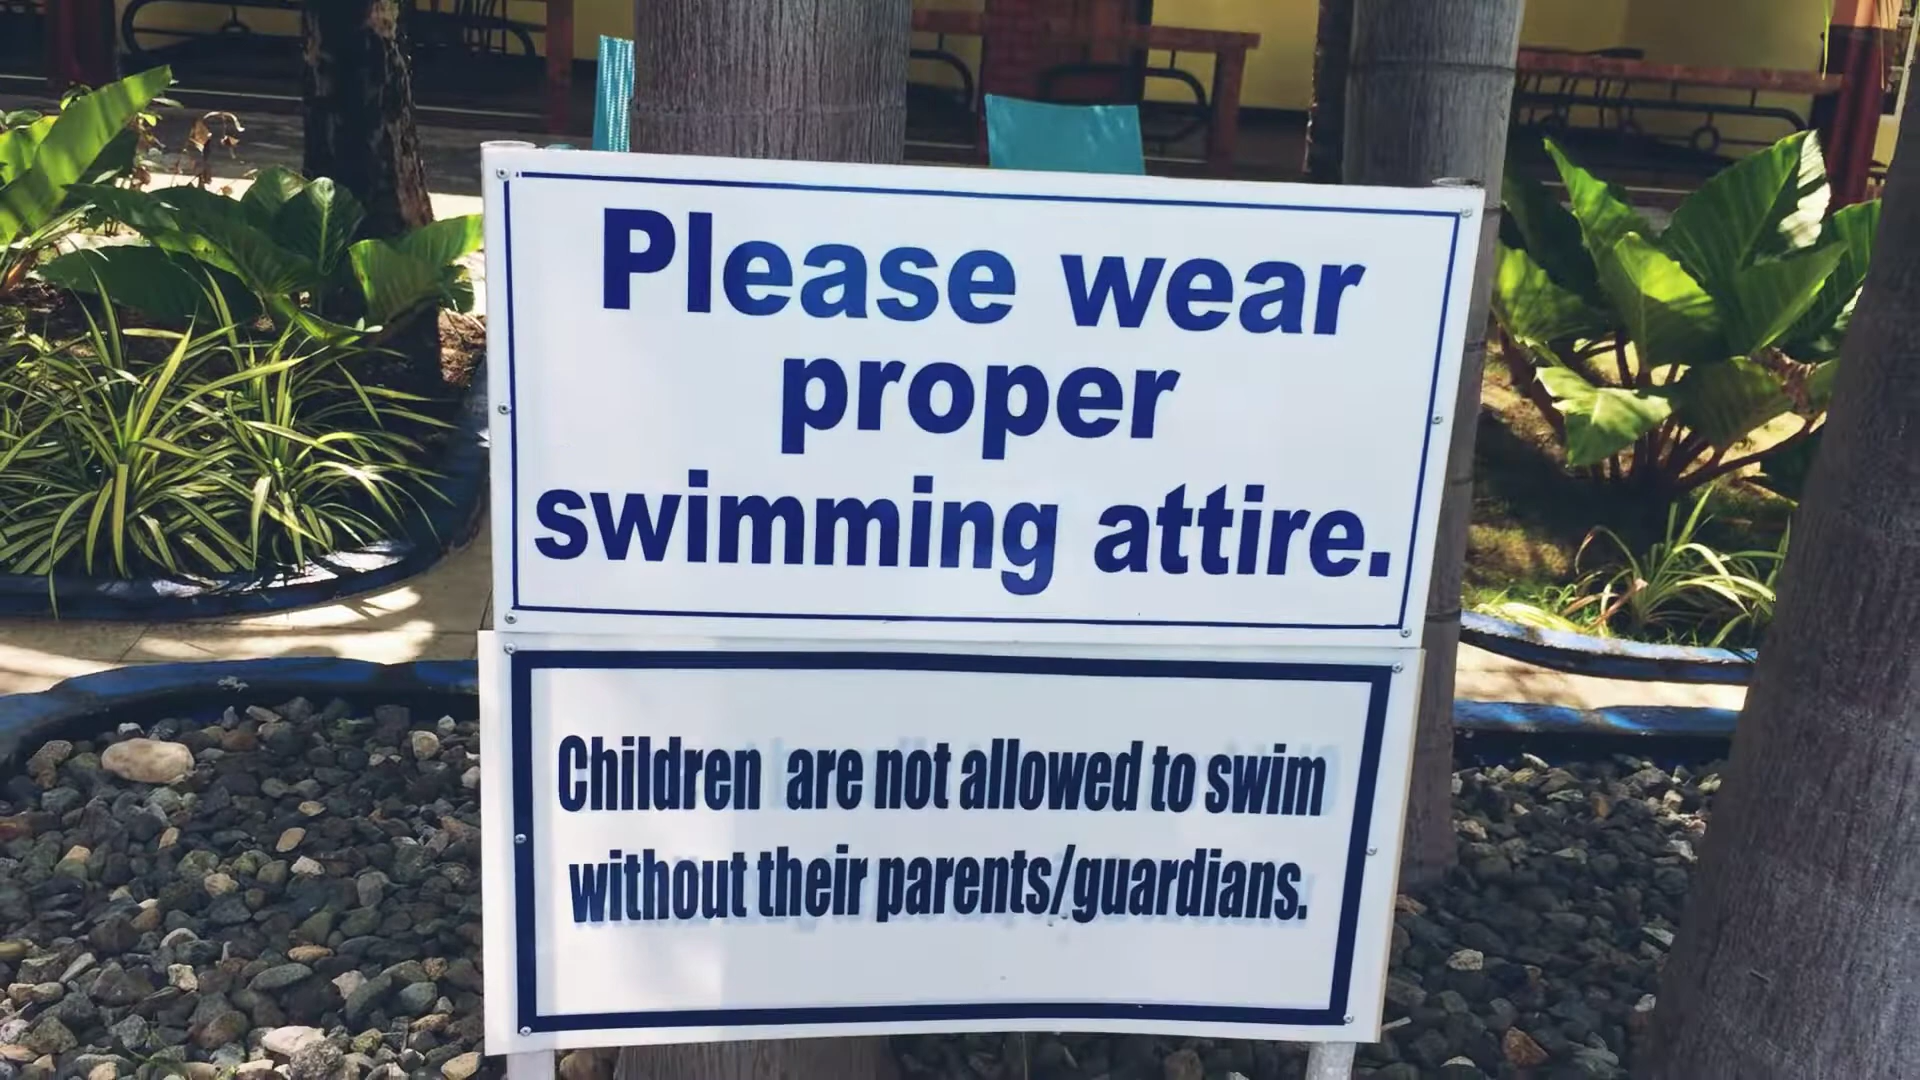 Please wear
proper
swimming attire.
Children are not allowed to swim
without their parents/guardians.